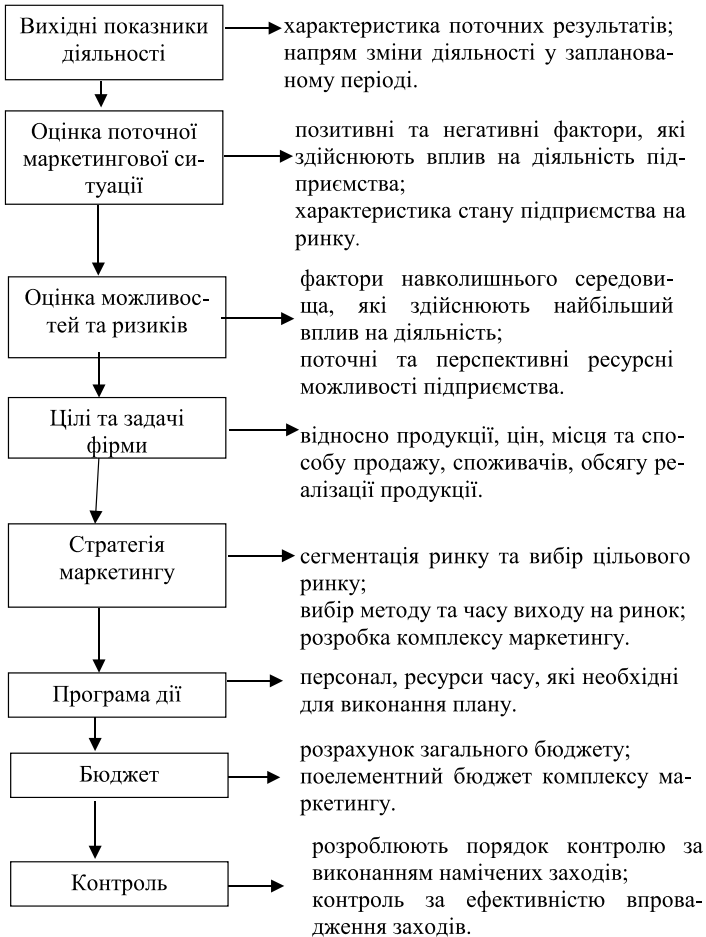 Вихідні показники
діяльності
характеристика поточних результатів;
напрям зміни діяльності у запланова-
ному періоді.
Оцінка поточної
маркетингової си-
туації
позитивні та негативні фактори, які
здійснюють вплив на діяльність під-
приємства;
характеристика стану підприємства на
ринку.
Оцінка можливос-
тей та ризиків
фактори навколишнього середови-
ща, які здійснюють найбільший
вплив на діяльність;
поточні та перспективні ресурсні
можливості підприємства.
Цілі та задачі
фірми
відносно продукції, цін, місця та спо-
собу продажу, споживачів, обсягу ре-
алізації продукції.
Стратегія
маркетингу
сегментація ринку та вибір цільового
ринку;
вибір методу та часу виходу на ринок;
розробка комплексу маркетингу.
Програма дії
персонал, ресурси часу, які необхідні
для виконання плану.
Бюджет
розрахунок загального бюджету;
поелементний бюджет комплексу ма-
ркетингу.
Контроль
розроблюють порядок контролю за
виконанням намічених заходів;
контроль за ефективністю впрова-
дження заходів.